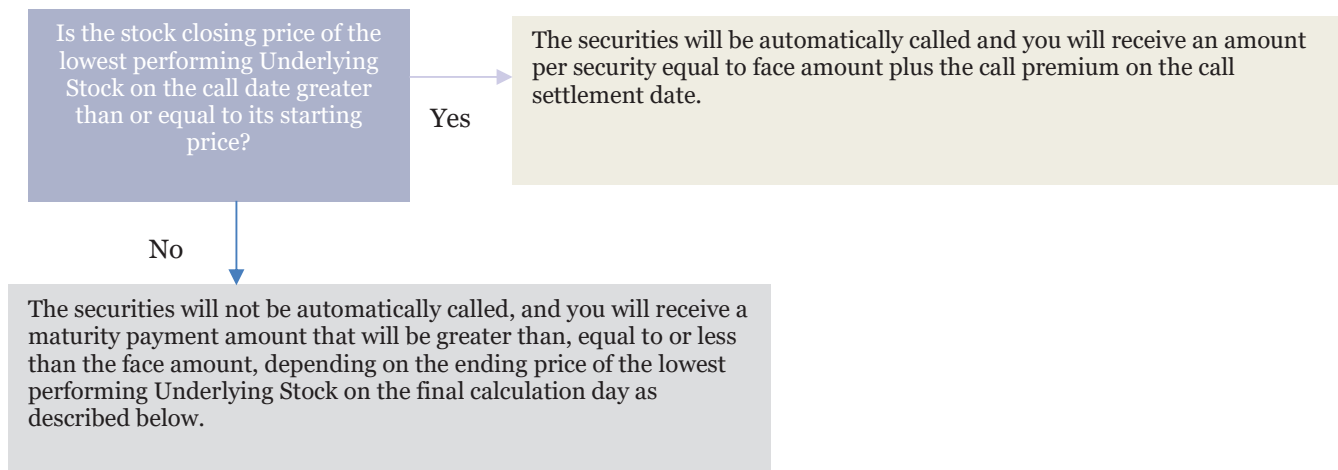 Is the stock closing price of the
lowest performing Underlying
Stock on the call date greater
than or equal to its starting
price?
Yes
The securities will be automatically called and you will receive an amount
per security equal to face amount plus the call premium on the call
settlement date.
No
The securities will not be automatically called, and you will receive a
maturity payment amount that will be greater than, equal to or less
than the face amount, depending on the ending price of the lowest
performing Underlying Stock on the final calculation day as
described below.